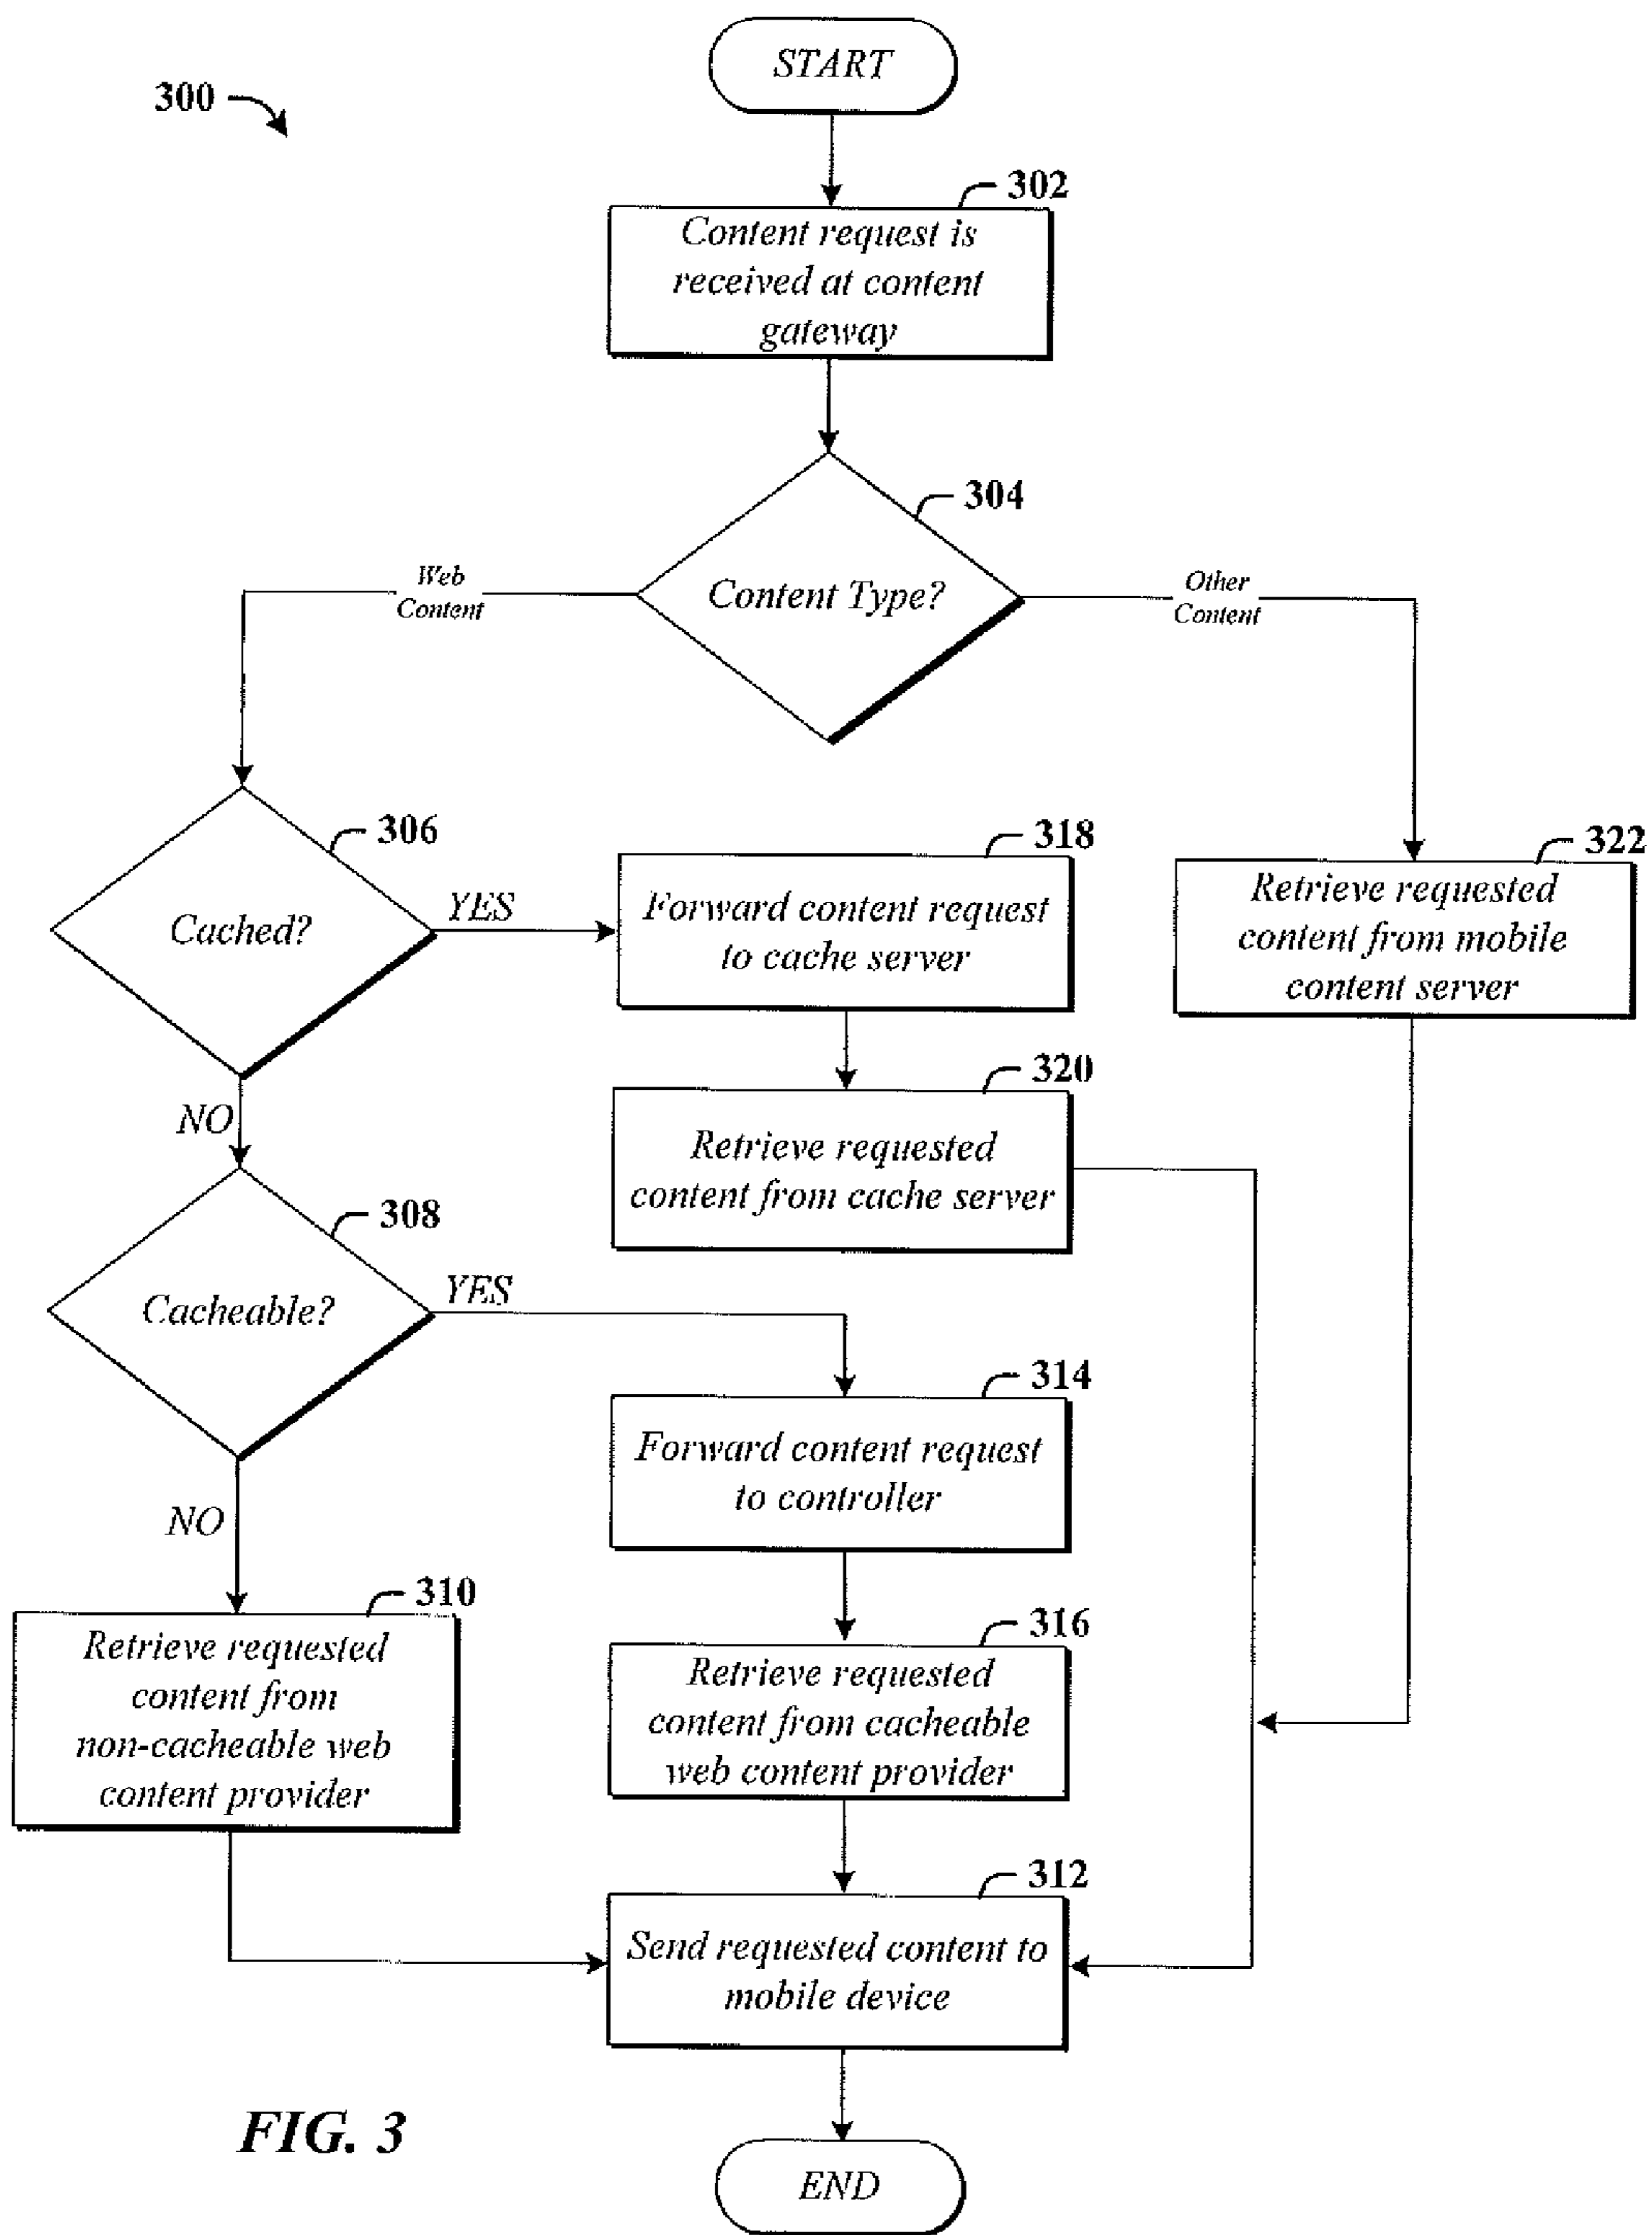 START
300
302
Content request is
received at content
gateway
304
Content Type?
Web
Content
Other
Content
306
Cached?
YES
318
Forward content request
to cache server
322
Retrieve requested
content from mobile
content server
NO
320
Retrieve requested
content from cache server
308
Cacheable?
YES
314
Forward content request
to controller
NO
310
Retrieve requested
content from
non-cacheable web
content provider
316
Retrieve requested
content from cacheable
web content provider
312
Send requested content to
mobile device
FIG. 3
END